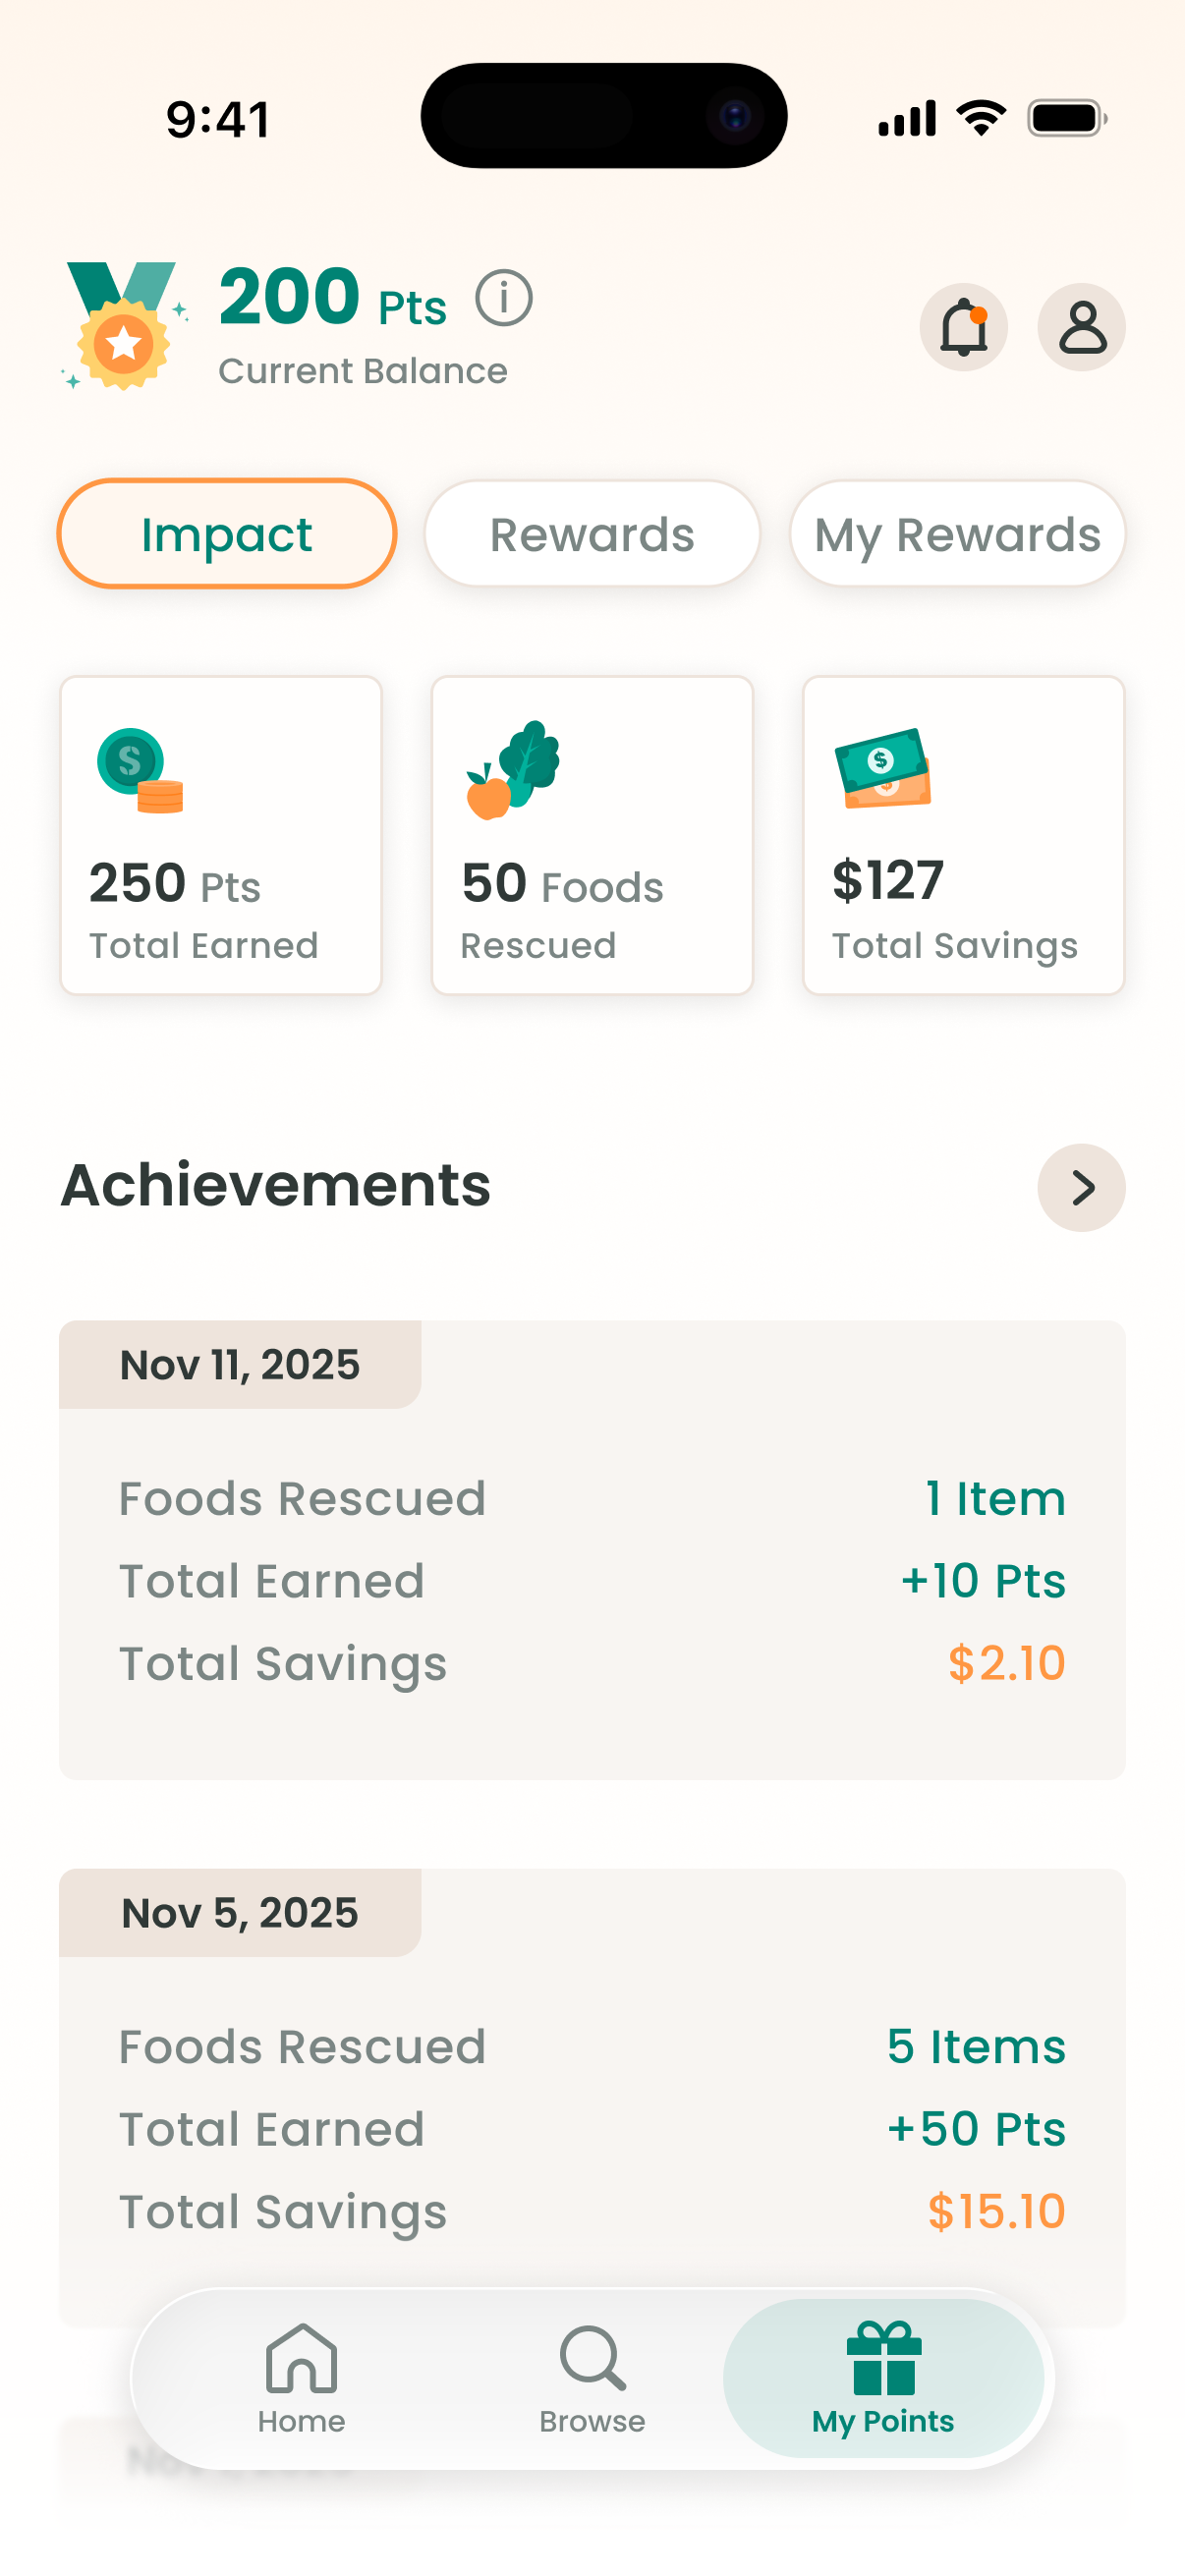 9:41
200 Pts
Current Balance
Impact
Rewards
My Rewards
250 Pts
Total Earned
50 Foods
Rescued
$127
Total Savings
Achievements
Nov 11, 2025
Foods Rescued
1 Item
Total Earned
+10 Pts
Total Savings
$2.10
Nov 5, 2025
Foods Rescued
5 Items
Total Earned
+50 Pts
Total Savings
$15.10
Home
Browse
My Points